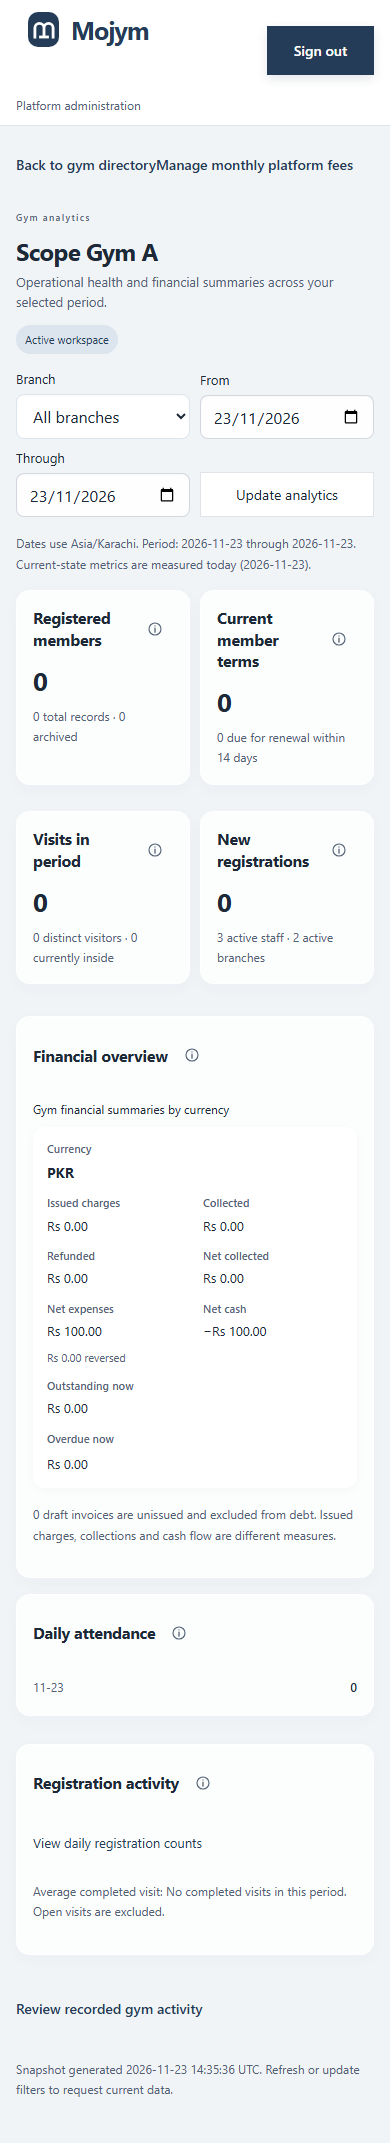 Mojym
Sign out
Platform administration
Back to gym directoryManage monthly platform fees
Gym analytics
Scope Gym A
Operational health and financial summaries across your
selected period.
Active workspace
Branch
From
All branches
23/11/2026
Through
23/11/2026
Update analytics
Dates use Asia/Karachi. Period: 2026-11-23 through 2026-11-23.
Current-state metrics are measured today (2026-11-23).
Registered
members
0
0 total records · 0
archived
Current
member
terms
0
0 due for renewal within
14 days
Visits in
period
0
0 distinct visitors · 0
currently inside
New
registrations
0
3 active staff · 2 active
branches
Financial overview
Gym financial summaries by currency
Currency
PKR
Issued charges
Collected
Rs 0.00
Rs 0.00
Refunded
Net collected
Rs 0.00
Rs 0.00
Net expenses
Net cash
Rs 100.00
−Rs 100.00
Rs 0.00 reversed
Outstanding now
Rs 0.00
Overdue now
Rs 0.00
0 draft invoices are unissued and excluded from debt. Issued
charges, collections and cash flow are different measures.
Daily attendance
11-23
0
Registration activity
View daily registration counts
Average completed visit: No completed visits in this period.
Open visits are excluded.
Review recorded gym activity
Snapshot generated 2026-11-23 14:35:36 UTC. Refresh or update
filters to request current data.